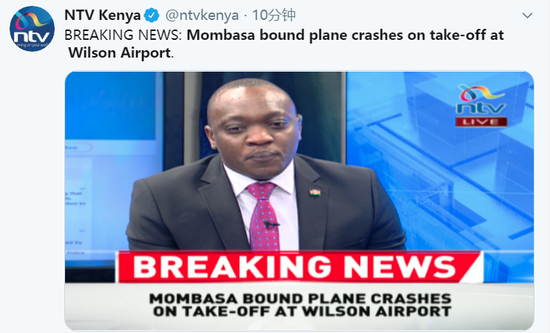 NTV Kenya @ntvkenya · 10分钟
BREAKING NEWS: Mombasa bound plane crashes on take-off at
Wilson Airport.
ntv
ntv
LIVE
BREAKING NEWS
MOMBASA BOUND PLANE CRASHES
ON TAKE-OFF AT WILSON AIRPORT